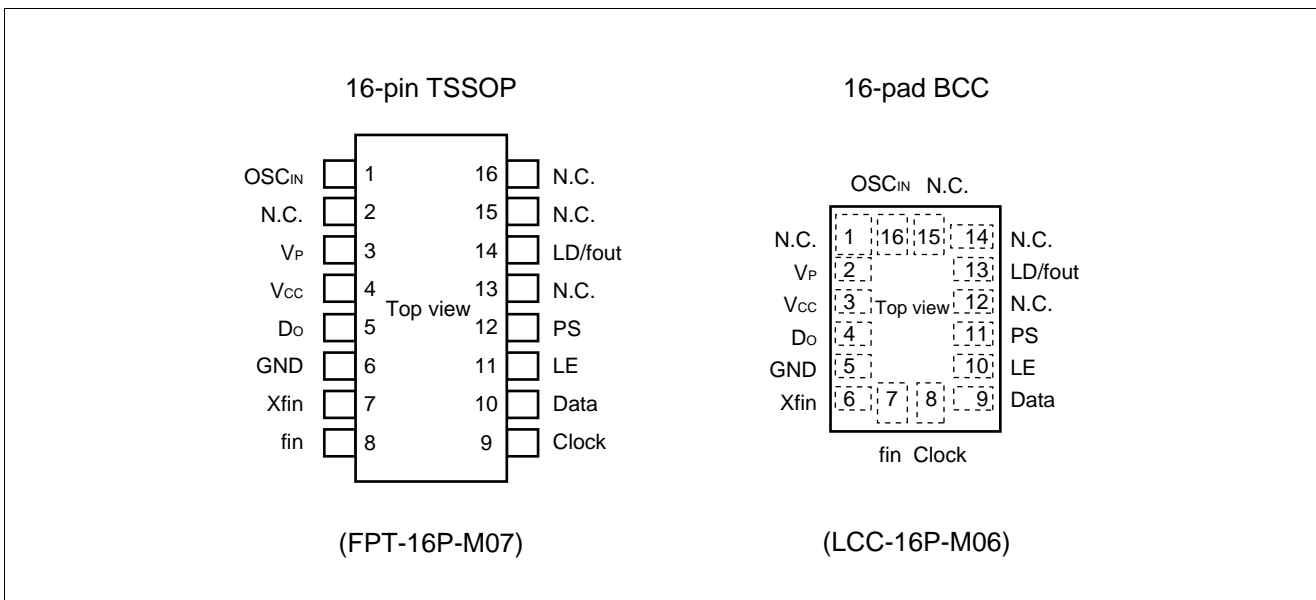 16-pin TSSOP
OSCIN 1 16 N.C.
N.C. 2 15 N.C.
VP 3 14 LD/fout
VCC 4 13 N.C.
Top view
DO 5 12 PS
GND 6 11 LE
Xfin 7 10 Data
fin 8 9 Clock
(FPT-16P-M07)
16-pad BCC
OSCIN N.C.
N.C. 1 16 15 14 N.C.
VP 2 13 LD/fout
VCC 3 Top view 12 N.C.
DO 4 11 PS
GND 5 10 LE
Xfin 6 7 8 9 Data
fin Clock
(LCC-16P-M06)